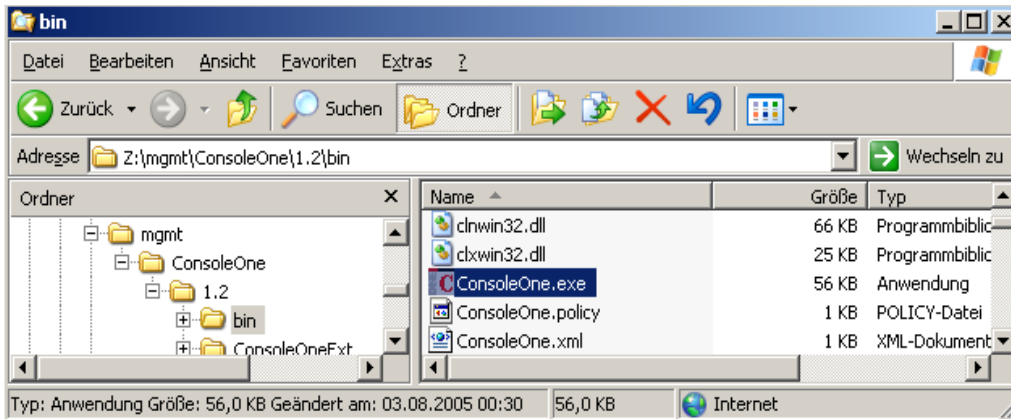 bin
Datei Bearbeiten Ansicht Favoriten Extras ?
Zurück Suchen Ordner
Adresse Z:\mgmt\ConsoleOne\1.2\bin Wechseln zu
Ordner Name Größe Typ
mgmt clnwin32.dll 66 KB Programmbiblic
ConsoleOne clxwin32.dll 25 KB Programmbiblic
1.2 ConsoleOne.exe 56 KB Anwendung
bin ConsoleOne.policy 1 KB POLICY-Datei
ConsoleOneExt ConsoleOne.xml 1 KB XML-Dokument
Typ: Anwendung Größe: 56,0 KB Geändert am: 03.08.2005 00:30 56,0 KB Internet